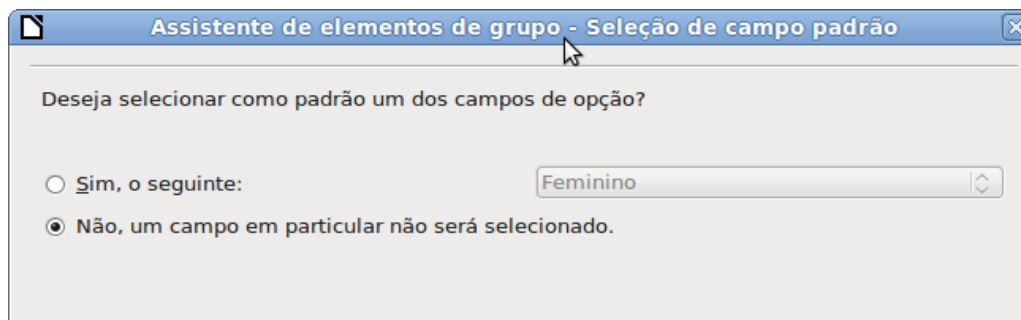 Assistente de elementos de grupo - Seleção de campo padrão
Deseja selecionar como padrão um dos campos de opção?
Sim, o seguinte: Feminino
Não, um campo em particular não será selecionado.